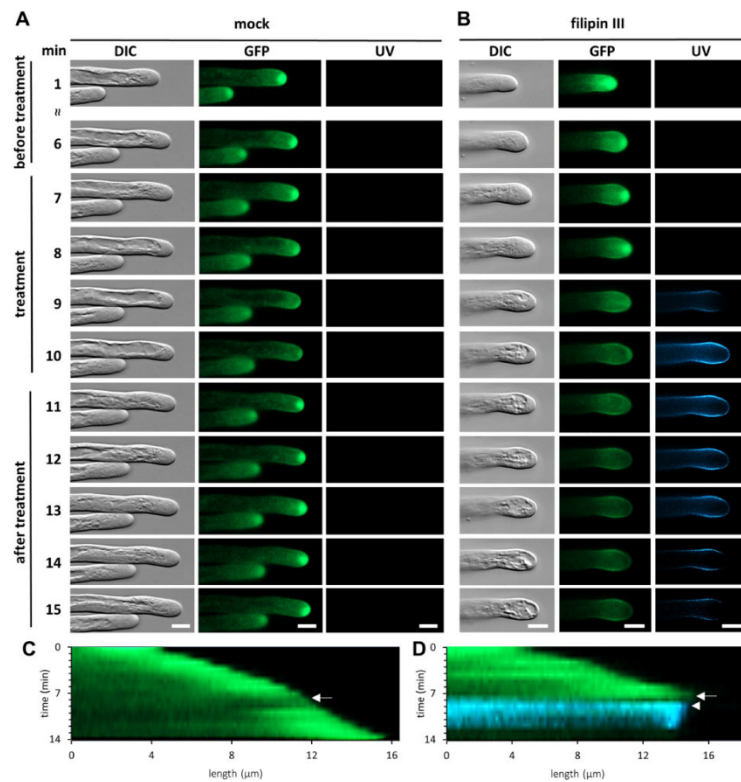 A mock B filipin III
min DIC GFP UV DIC GFP UV
before treatment
1
≈
6
treatment
7
8
9
10
after treatment
11
12
13
14
15
C D
time (min) 0 7 14
0 4 8 12 16
length (μm)
time (min) 0 7 14
0 4 8 12 16
length (μm)